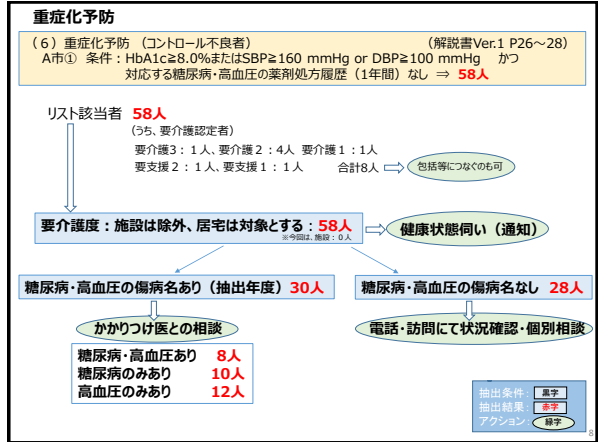 重症化予防
(6)重症化予防 (コントロール不良者) (解説書Ver.1 P26~28)
A市① 条件:HbA1c≧8.0%またはSBP≧160 mmHg or DBP≧100 mmHg かつ
対応する糖尿病・高血圧の薬剤処方履歴(1年間)なし ⇒ 58人
リスト該当者 58人
(うち、要介護認定者)
要介護3:1人、要介護2:4人 要介護1:1人
要支援2:1人、要支援1:1人 合計8人
包括等につなぐのも可
要介護度:施設は除外、居宅は対象とする:58人
※今回は、施設:0人
健康状態伺い(通知)
糖尿病・高血圧の傷病名あり(抽出年度) 30人
糖尿病・高血圧の傷病名なし 28人
かかりつけ医との相談
電話・訪問にて状況確認・個別相談
糖尿病・高血圧あり 8人
糖尿病のみあり 10人
高血圧のみあり 12人
抽出条件: 黒字
抽出結果: 赤字
アクション: 緑字
8